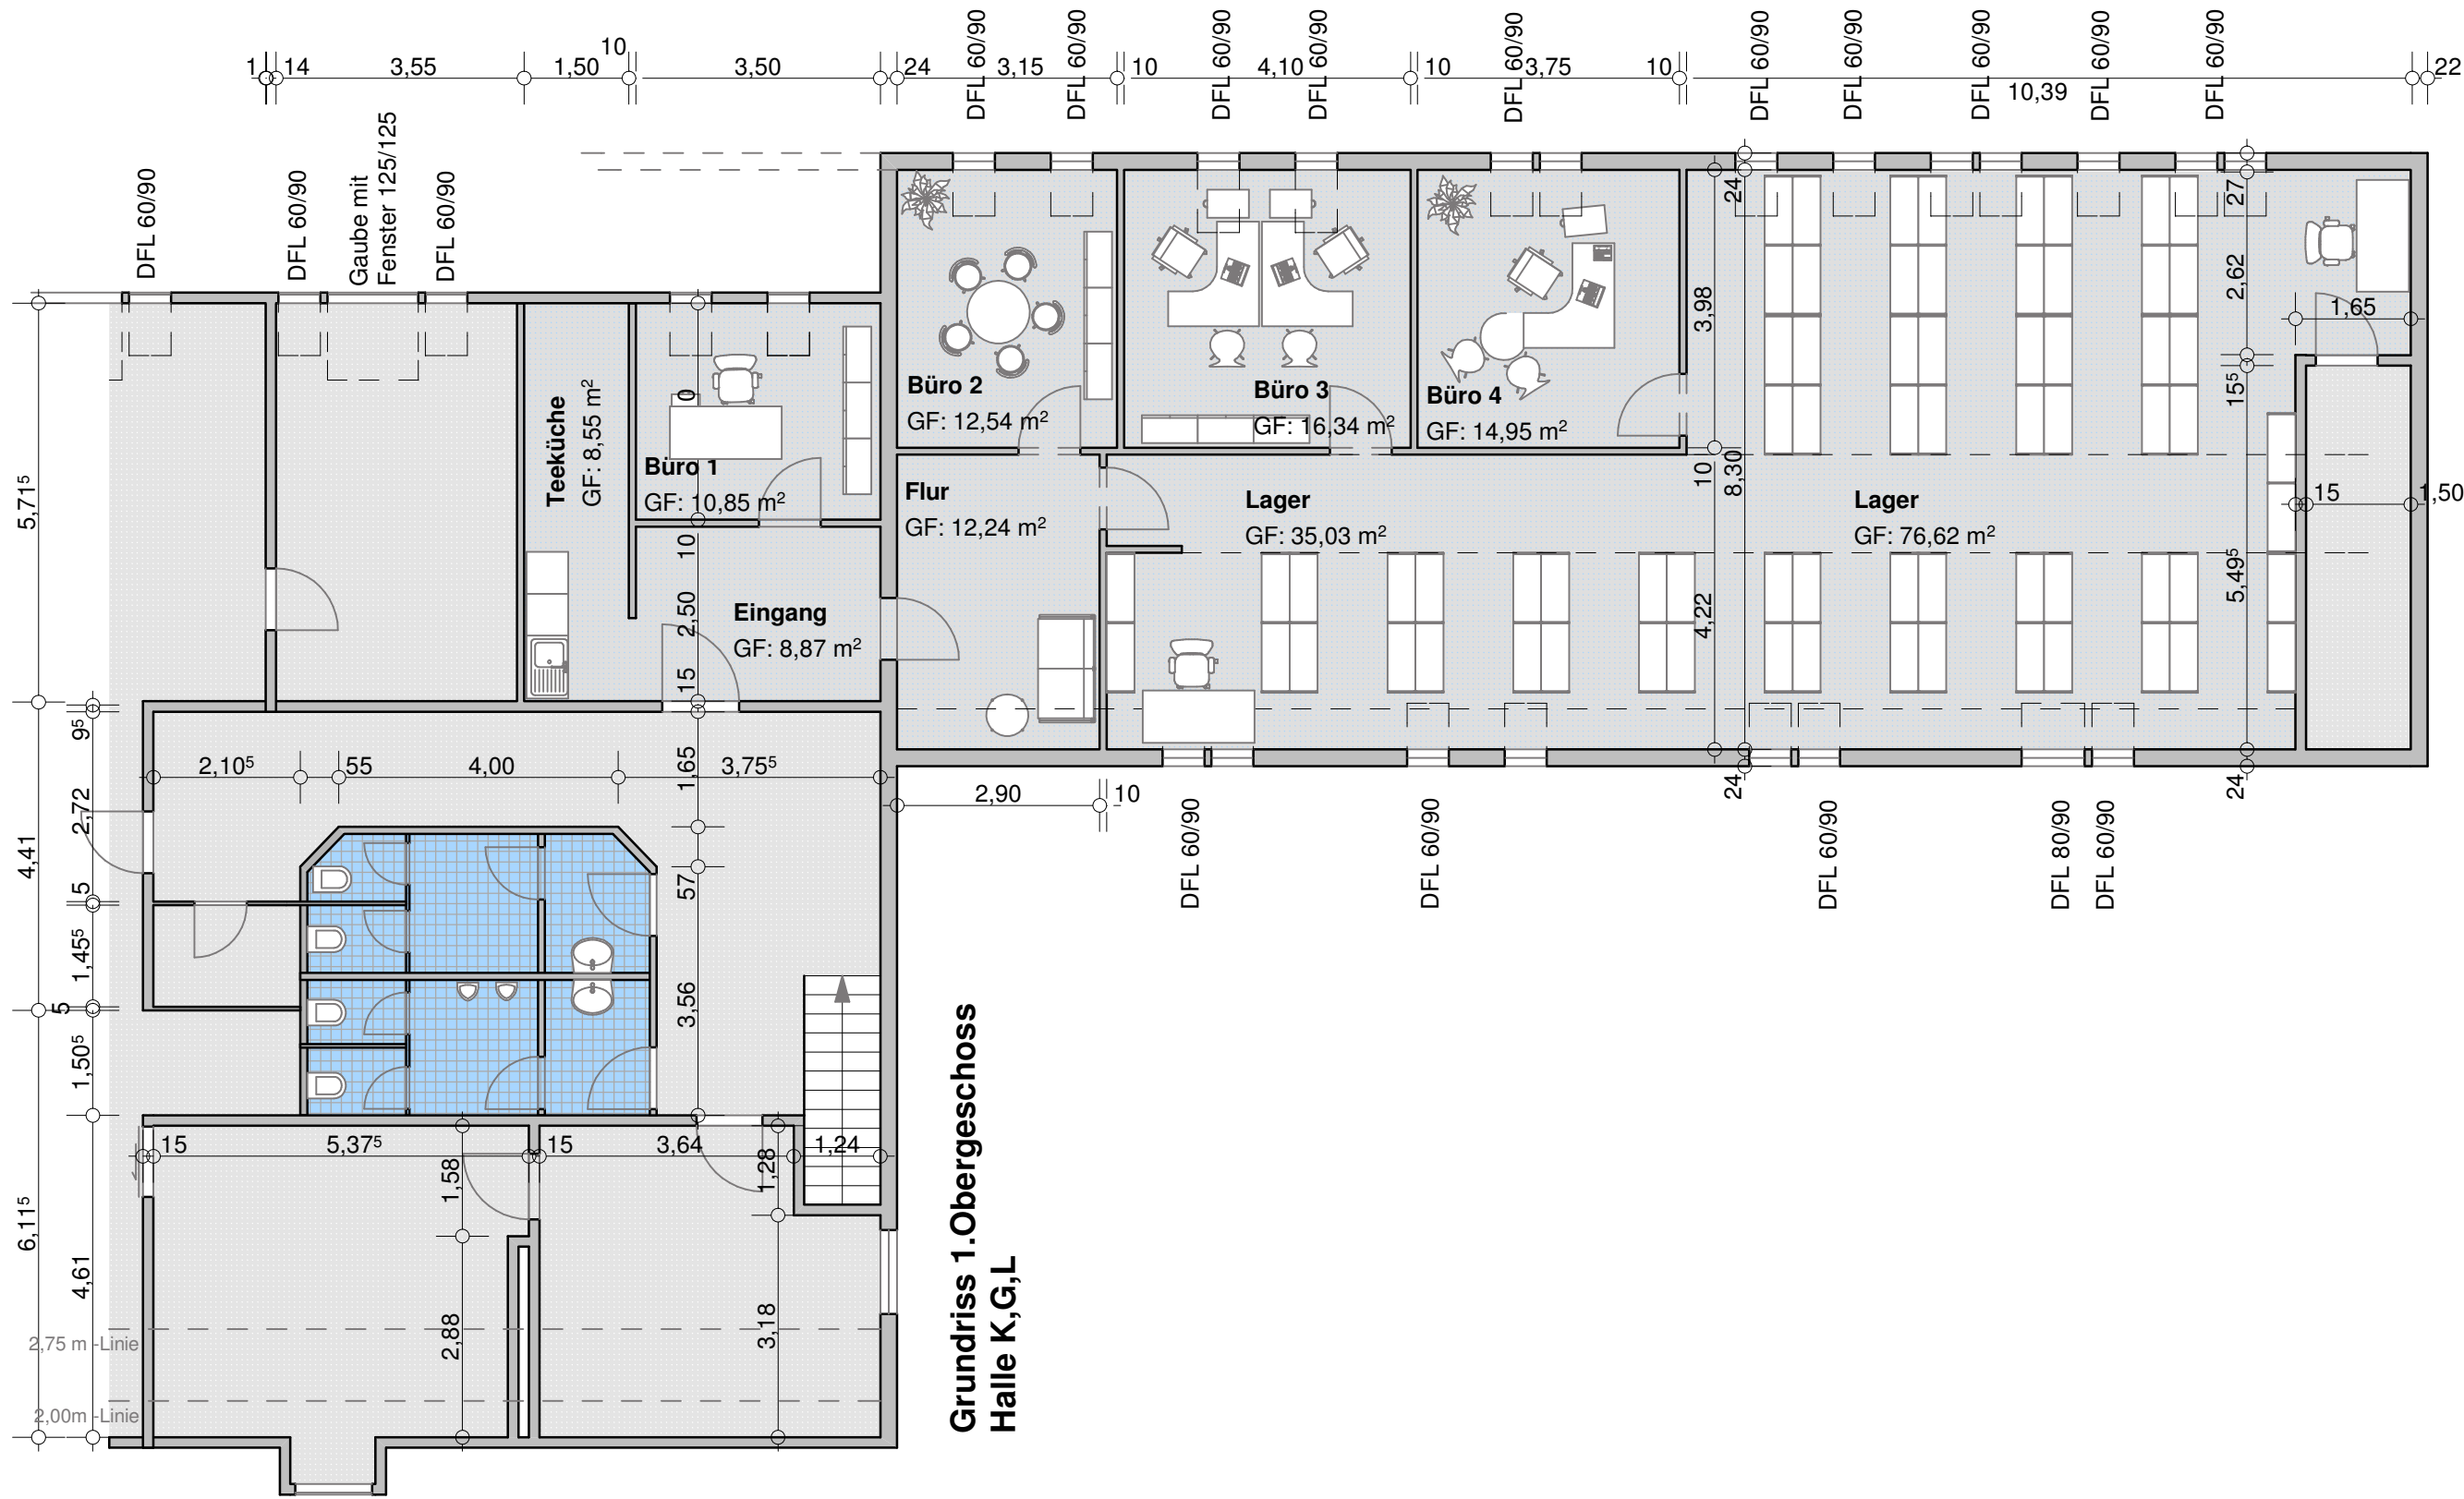 DFL 60/90
DFL 60/90
DFL 60/90
DFL 60/90
DFL 60/90
DFL 60/90
DFL 60/90
DFL 60/90
DFL 60/90
DFL 60/90
1
14
3,55
1,50
10
3,50
24
3,15
10
4,10
10
3,75
10
10,39
22
DFL 60/90
DFL 60/90
Gaube mit
Fenster 125/125
DFL 60/90
24
27
3,98
2,62
1,65
15⁵
Büro 2
GF: 12,54 m²
Büro 3
GF: 16,34 m²
Büro 4
GF: 14,95 m²
Teeküche
GF: 8,55 m²
0
Büro 1
GF: 10,85 m²
Flur
GF: 12,24 m²
Lager
GF: 35,03 m²
Lager
GF: 76,62 m²
10
8,30
15
1,50
5,71⁵
10
2,50
15
Eingang
GF: 8,87 m²
4,22
5,49⁵
95
2,10⁵
55
4,00
3,75⁵
1,65
2,90
10
24
24
2,72
4,41
5
1,45⁵
5
1,50⁵
57
3,56
DFL 60/90
DFL 60/90
DFL 60/90
DFL 80/90
DFL 60/90
15
5,37⁵
15
3,64
1,24
1,58
1,28
6,11⁵
4,61
2,88
3,18
2,75 m -Linie
2,00m -Linie
Grundriss 1.Obergeschoss
Halle K,G,L